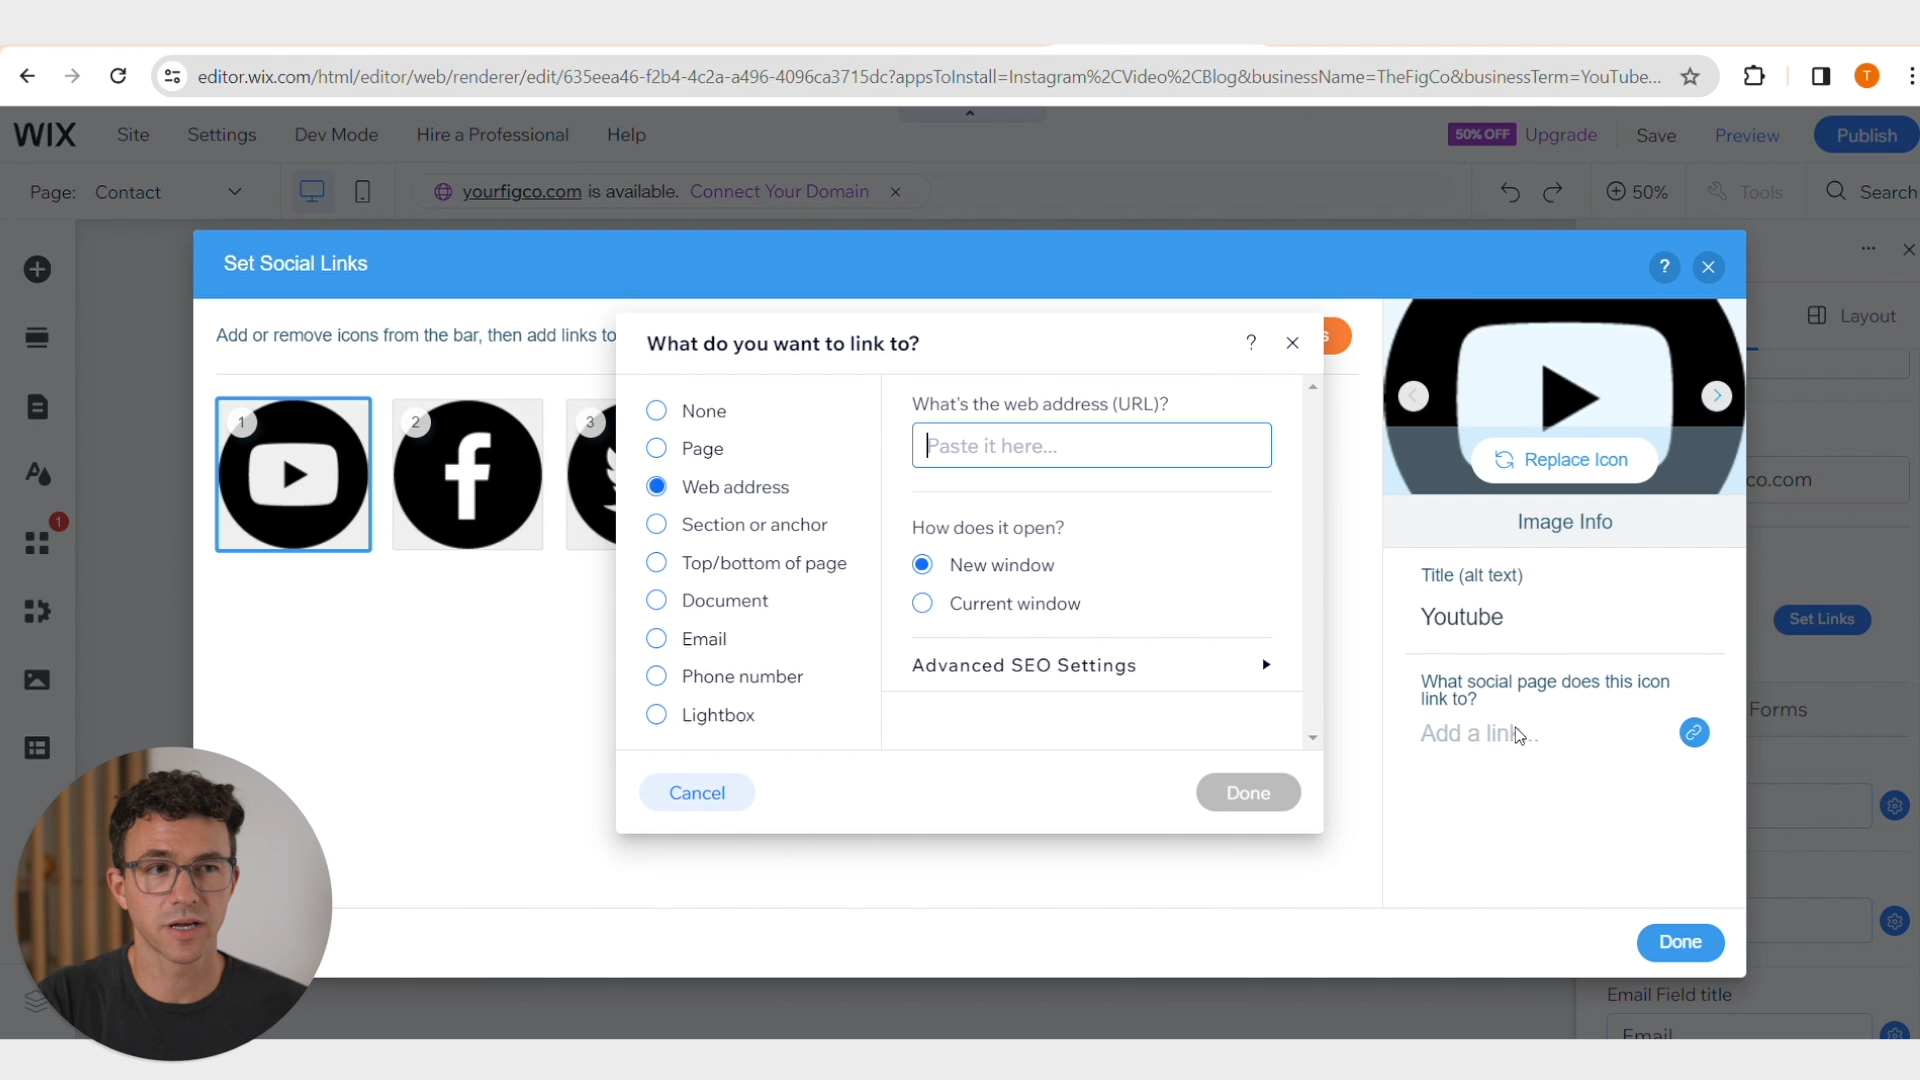 editor.wix.com/html/editor/web/renderer/edit/635eea46-f2b4-4c2a-a496-4096ca3715dc?appsToInstall=Instagram%2CVideo%2CBlog&businessName=TheFigCo&businessTerm=YouTube...
T
WIX Site Settings Dev Mode Hire a Professional Help 50% OFF Upgrade Save Preview Publish
Page: Contact yourfigco.com is available. Connect Your Domain 50% Tools Search
Set Social Links ?
Layout
Add or remove icons from the bar, then add links to
s
What do you want to link to? ?
1 2 3
None
Page
Web address
Section or anchor
Top/bottom of page
Document
Email
Phone number
Lightbox
What's the web address (URL)?
Paste it here...
How does it open?
New window
Current window
Advanced SEO Settings
Cancel Done
Replace Icon
Image Info
Title (alt text)
Youtube
What social page does this icon
link to?
Add a link...
Done
co.com
1
Set Links
Forms
Email Field title
Email